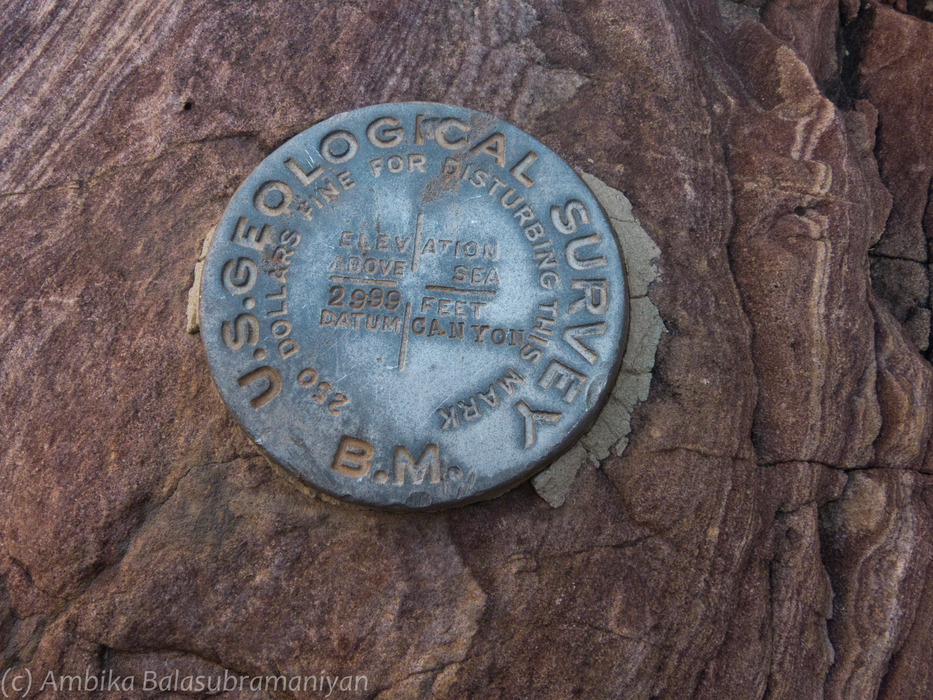 U.S.GEOLOGICAL SURVEY
250 DOLLARS FINE FOR DISTURBING THIS MARK
ELEVATION
ABOVE SEA
2999 FEET
DATUM CANYON
B.M.
(c) Ambika Balasubramaniyan